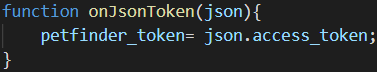 function onJsonToken(json){
    petfinder_token= json.access_token;
}